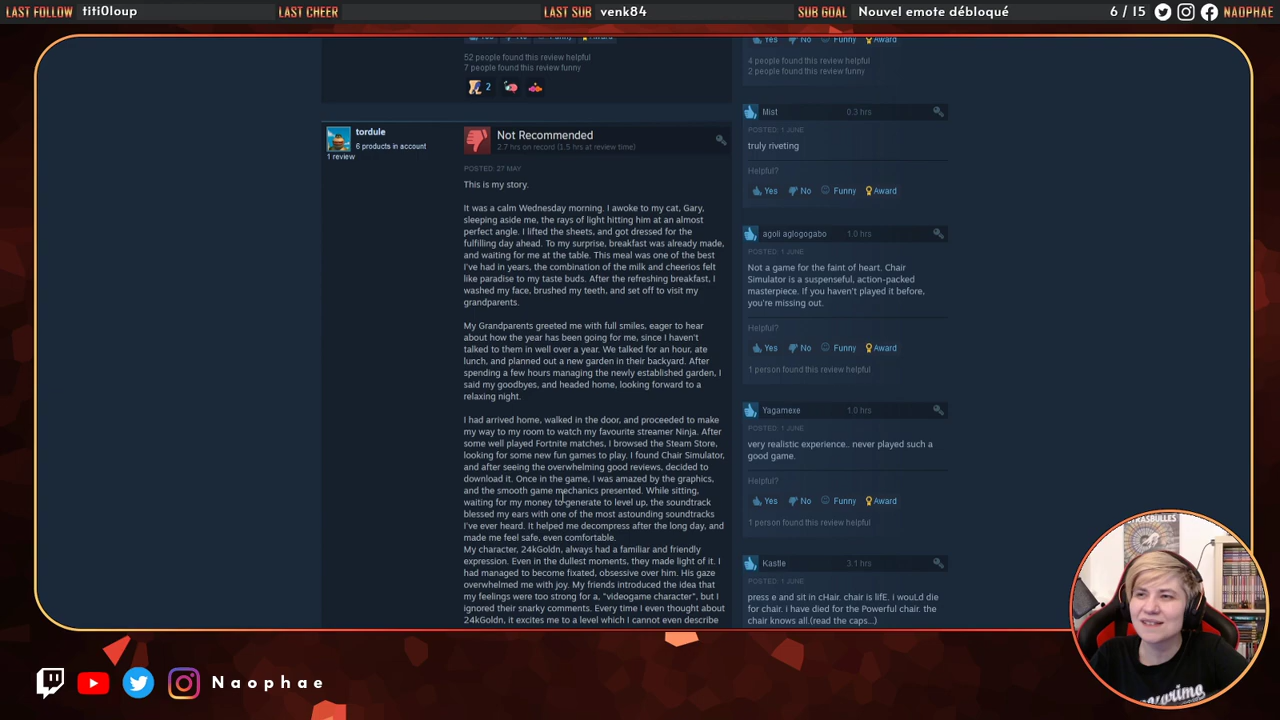 LAST FOLLOW titi0loup LAST CHEER LAST SUB venk84 SUB GOAL Nouvel emote débloqué 6 / 15 NAOPHAE
52 people found this review helpful
7 people found this review funny
2
tordule
6 products in account
1 review
Not Recommended
2.7 hrs on record (1.5 hrs at review time)
POSTED: 27 MAY
This is my story.
It was a calm Wednesday morning. I awoke to my cat, Gary,
sleeping aside me, the rays of light hitting him at an almost
perfect angle. I lifted the sheets, and got dressed for the
fulfilling day ahead. To my surprise, breakfast was already made,
and waiting for me at the table. This meal was one of the best
I've had in years, the combination of the milk and cheerios felt
like paradise to my taste buds. After the refreshing breakfast, I
washed my face, brushed my teeth, and set off to visit my
grandparents.
My Grandparents greeted me with full smiles, eager to hear
about how the year has been going for me, since I haven't
talked to them in well over a year. We talked for an hour, ate
lunch, and planned out a new garden in their backyard. After
spending a few hours managing the newly established garden, I
said my goodbyes, and headed home, looking forward to a
relaxing night.
I had arrived home, walked in the door, and proceeded to make
my way to my room to watch my favourite streamer Ninja. After
some well played Fortnite matches, I browsed the Steam Store,
looking for some new fun games to play. I found Chair Simulator,
and after seeing the overwhelming good reviews, decided to
download it. Once in the game, I was amazed by the graphics,
and the smooth game mechanics presented. While sitting,
waiting for my money to generate to level up, the soundtrack
blessed my ears with one of the most astounding soundtracks
I've ever heard. It helped me decompress after the long day, and
made me feel safe, even comfortable.
My character, 24kGoldn, always had a familiar and friendly
expression. Even in the dullest moments, they made light of it. I
had managed to become fixated, obsessive over him. His gaze
overwhelmed me with joy. My friends introduced the idea that
my feelings were too strong for a, "videogame character", but I
ignored their snarky comments. Every time I even thought about
24kGoldn, it excites me to a level which I cannot even describe
Yes No Funny Award
4 people found this review helpful
2 people found this review funny
Mist 0.3 hrs
POSTED: 1 JUNE
truly riveting
Helpful?
Yes No Funny Award
agoli aglogogabo 1.0 hrs
POSTED: 1 JUNE
Not a game for the faint of heart. Chair
Simulator is a suspenseful, action-packed
masterpiece. If you haven't played it before,
you're missing out.
Helpful?
Yes No Funny Award
1 person found this review helpful
Yagamexe 1.0 hrs
POSTED: 1 JUNE
very realistic experience.. never played such a
good game.
Helpful?
Yes No Funny Award
1 person found this review helpful
Kastle 3.1 hrs
POSTED: 1 JUNE
press e and sit in cHair. chair is lifE. i wouLd die
for chair. i have died for the Powerful chair. the
chair knows all.(read the caps...)
Naophae